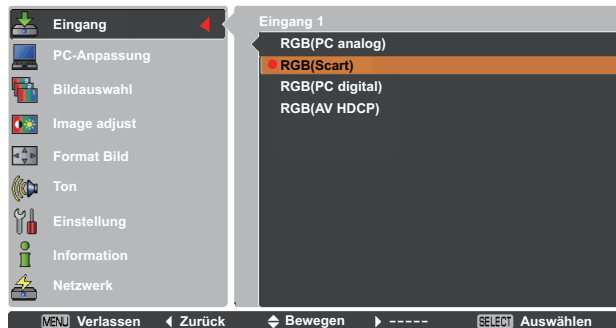 Eingang
PC-Anpassung
Bildauswahl
Image adjust
Format Bild
Ton
Einstellung
Information
Netzwerk
Eingang 1
RGB(PC analog)
RGB(Scart)
RGB(PC digital)
RGB(AV HDCP)
MENU Verlassen Zurück Bewegen ----- SELECT Auswählen